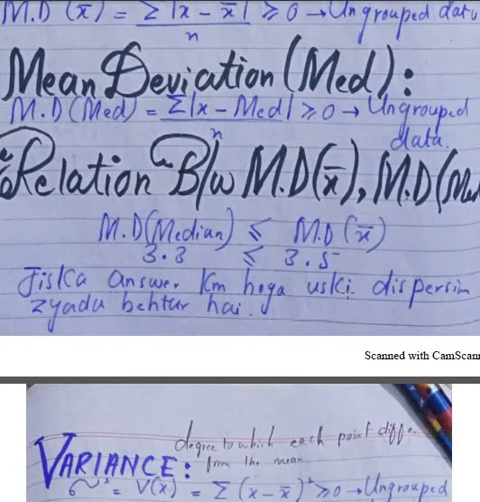 M.D (x̄) = Σ|x - x̄| ≥ 0 → Ungrouped data
n
Mean Deviation (Med):
M.D(Med) = Σ|x - Med| ≥ 0 → Ungrouped
n
data.
Relation B/w M.D(x̄), M.D(Me
M.D(Median) ≤ M.D(x̄)
3.3 ≤ 3.5
Jiska answer Km hoga uski dispersion
zyada behtar hai.
Scanned with CamScan
degree to which each point diffe
from the mean
VARIANCE:
σ² = V(x) = Σ(x - x̄)² ≥ 0 → Ungrouped